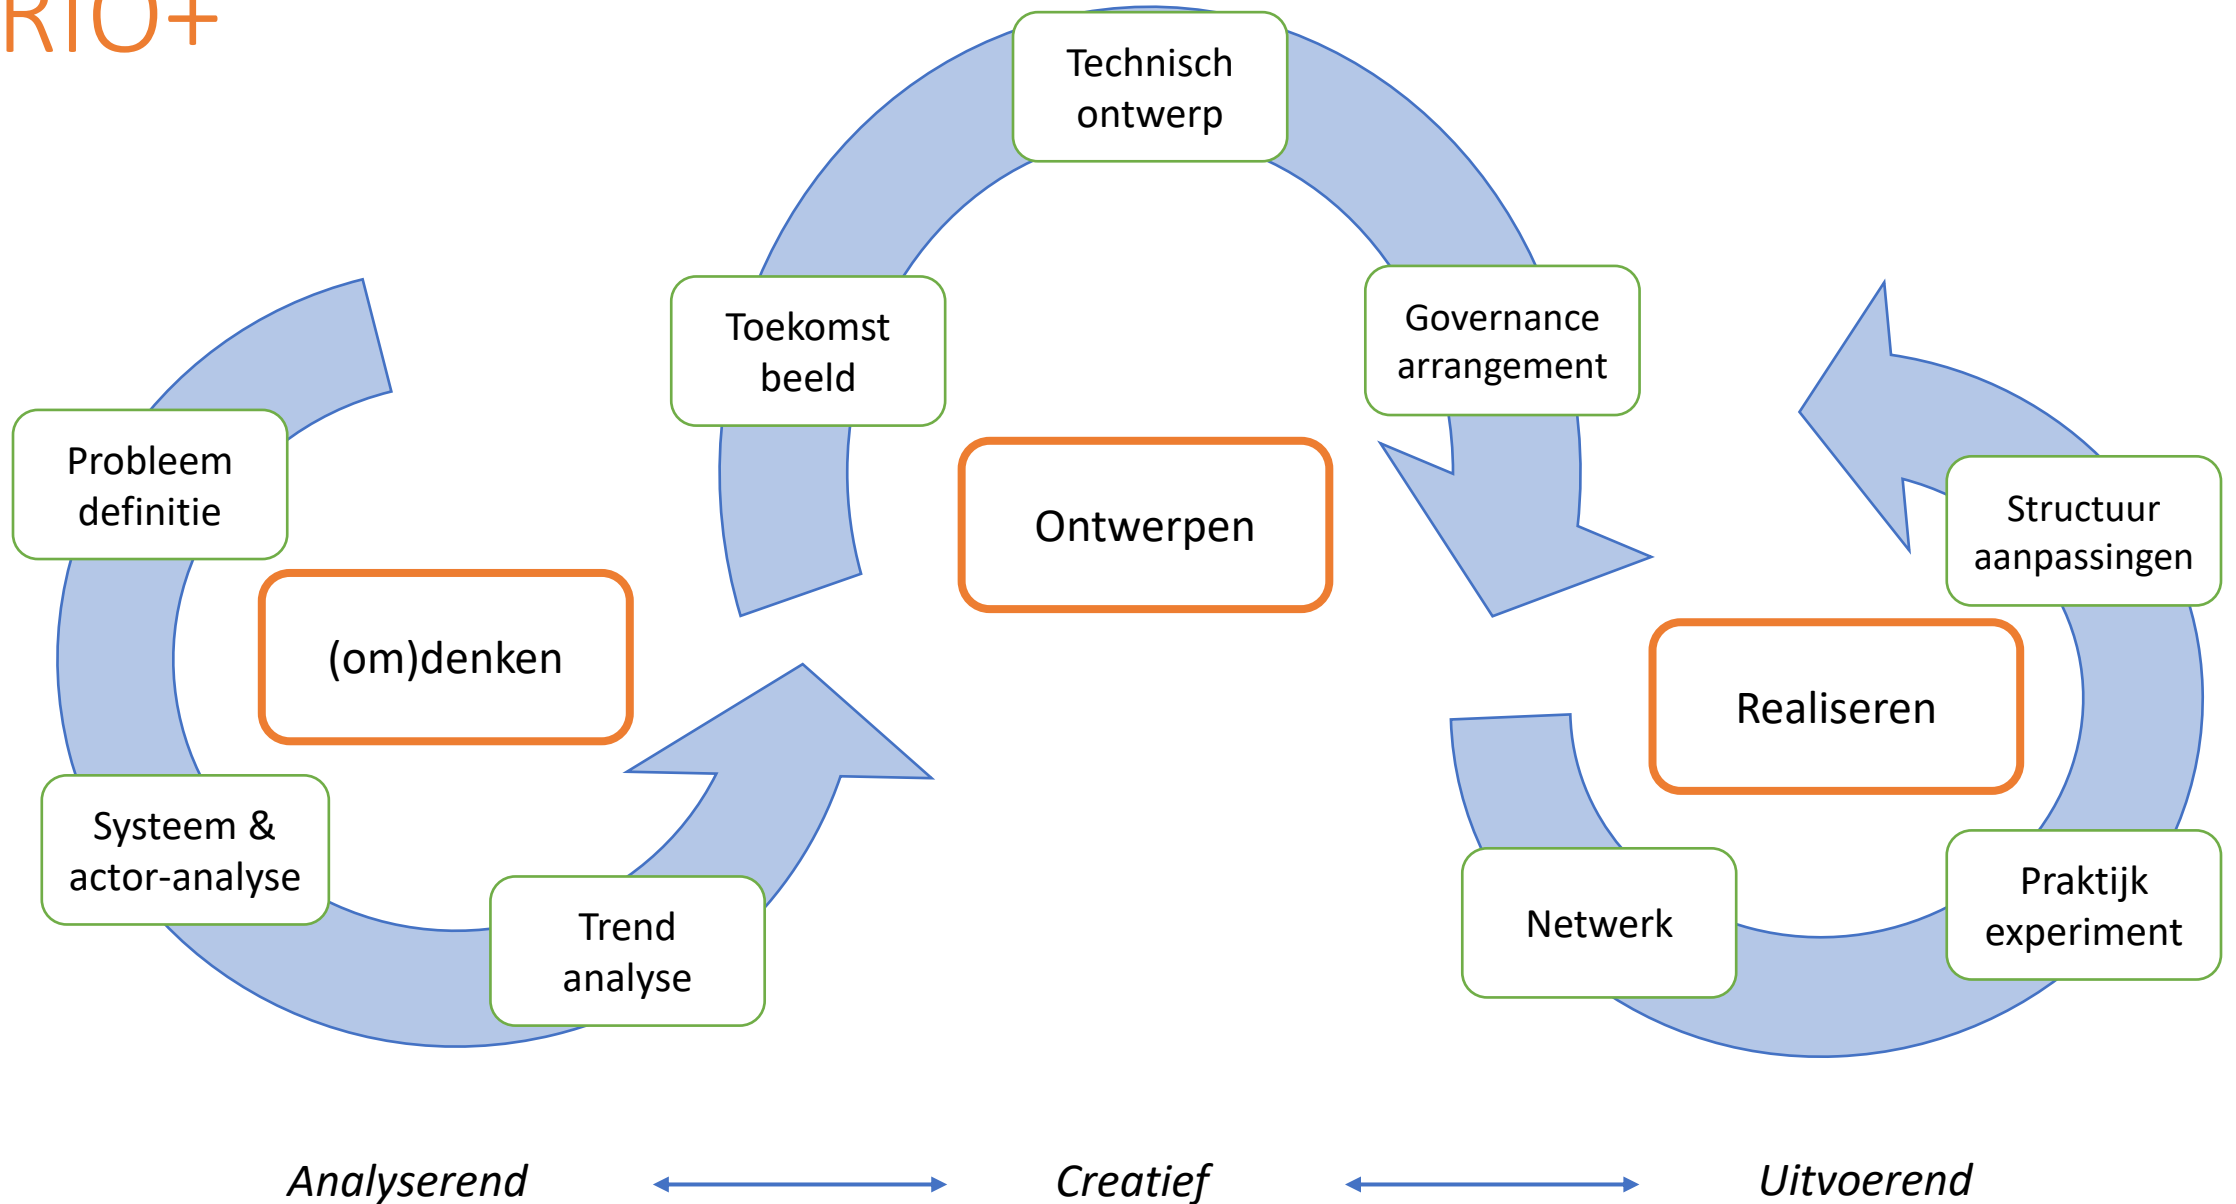 RIO+
Probleem
definitie
Systeem &
actor-analyse
Trend
analyse
(om)denken
Toekomst
beeld
Technisch
ontwerp
Governance
arrangement
Ontwerpen
Netwerk
Praktijk
experiment
Structuur
aanpassingen
Realiseren
Analyserend
Creatief
Uitvoerend